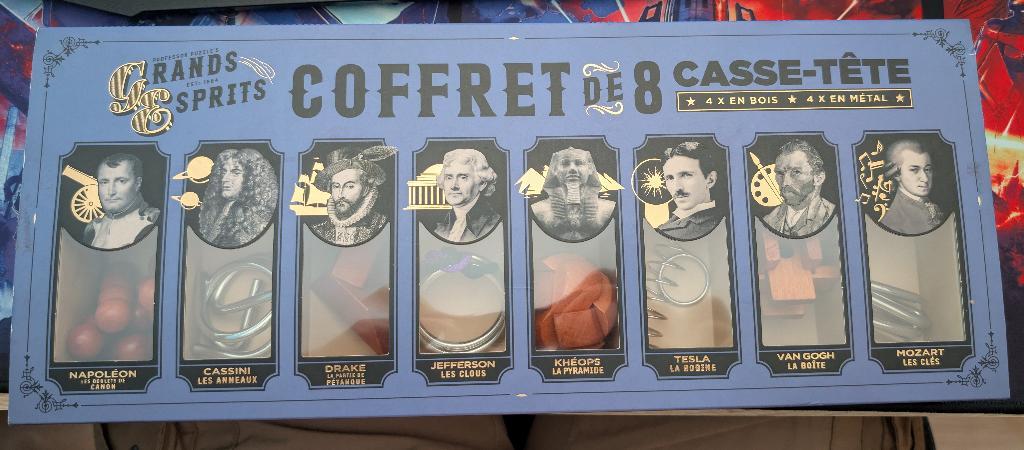 PROFESSOR PUZZLE'S
GRANDS
ESPRITS
COFFRET DE 8
CASSE-TÊTE
★ 4 X EN BOIS ★ 4 X EN MÉTAL ★
NAPOLÉON
LES BOULETS DE
CANON
CASSINI
LES ANNEAUX
DRAKE
LA PARTIE DE
PÉTANQUE
JEFFERSON
LES CLOUS
KHÉOPS
LA PYRAMIDE
TESLA
LA BOBINE
VAN GOGH
LA BOÎTE
MOZART
LES CLÉS